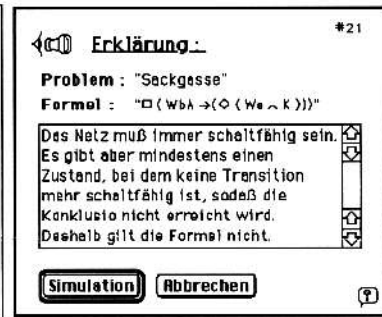 #21
Erklärung :
Problem : "Sackgasse"
Formel : "□ ( WbA →(◇ ( We ∧ K )))"
Das Netz muß immer schaltfähig sein.
Es gibt aber mindestens einen
Zustand, bei dem keine Transition
mehr schaltfähig ist, sodaß die
Konklusio nicht erreicht wird.
Deshalb gilt die Formel nicht.
Simulation Abbrechen
?